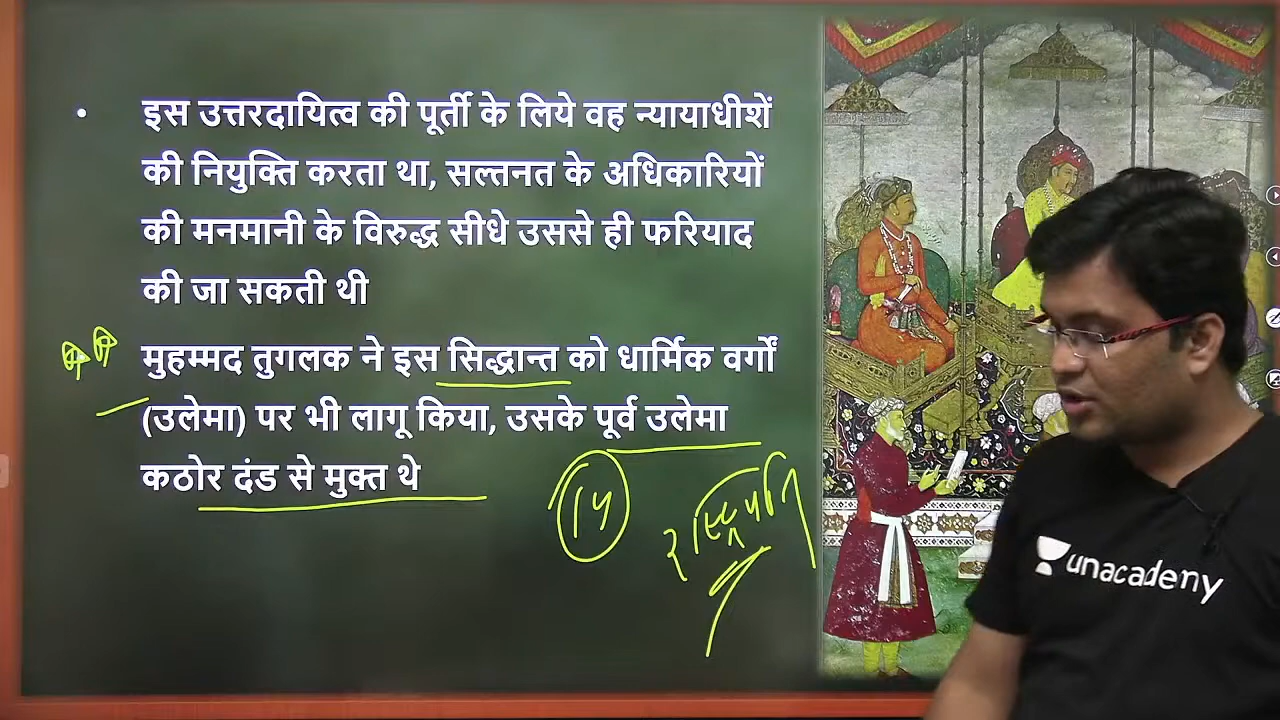 • इस उत्तरदायित्व की पूर्ती के लिये वह न्यायाधीशें
की नियुक्ति करता था, सल्तनत के अधिकारियों
की मनमानी के विरुद्ध सीधे उससे ही फरियाद
की जा सकती थी
मुहम्मद तुगलक ने इस सिद्धान्त को धार्मिक वर्गों
(उलेमा) पर भी लागू किया, उसके पूर्व उलेमा
कठोर दंड से मुक्त थे
राष्ट्रपति
unacademy